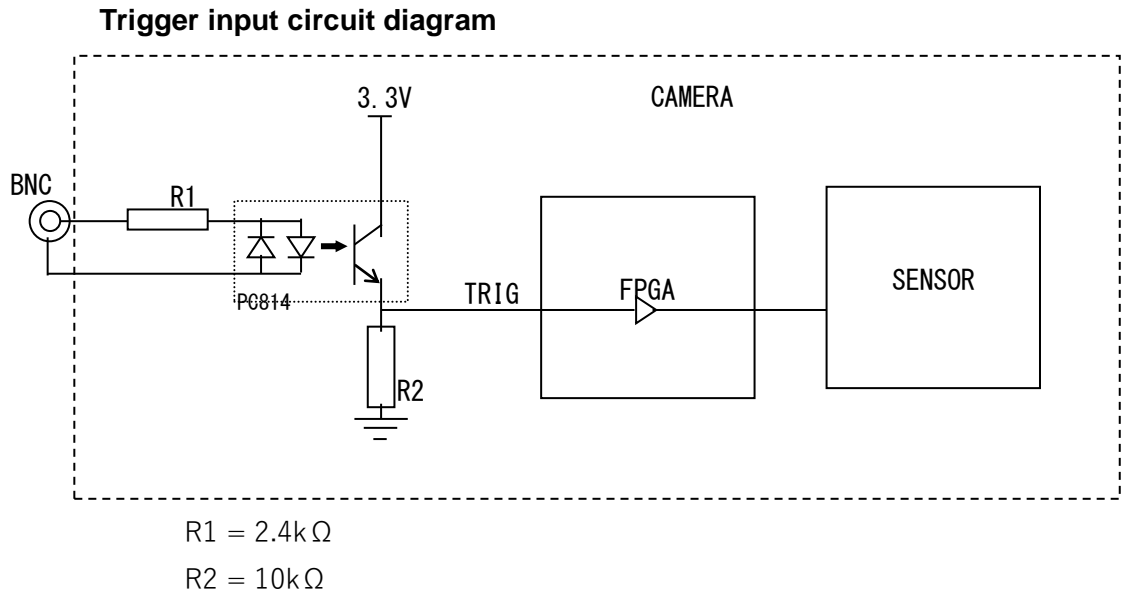 Trigger input circuit diagram
3.3V
CAMERA
BNC
R1
PC814
TRIG
FPGA
SENSOR
R2
R1 = 2.4kΩ
R2 = 10kΩ